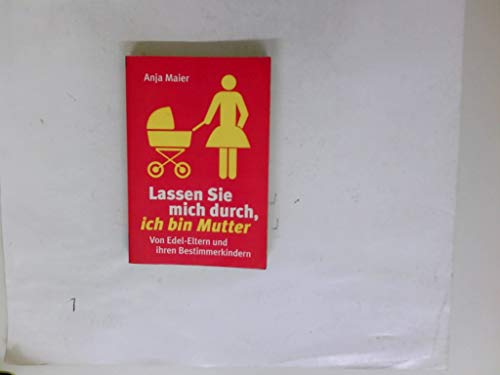 Anja Maier
Lassen Sie
mich durch,
ich bin Mutter
Von Edel-Eltern und
ihren Bestimmerkindern